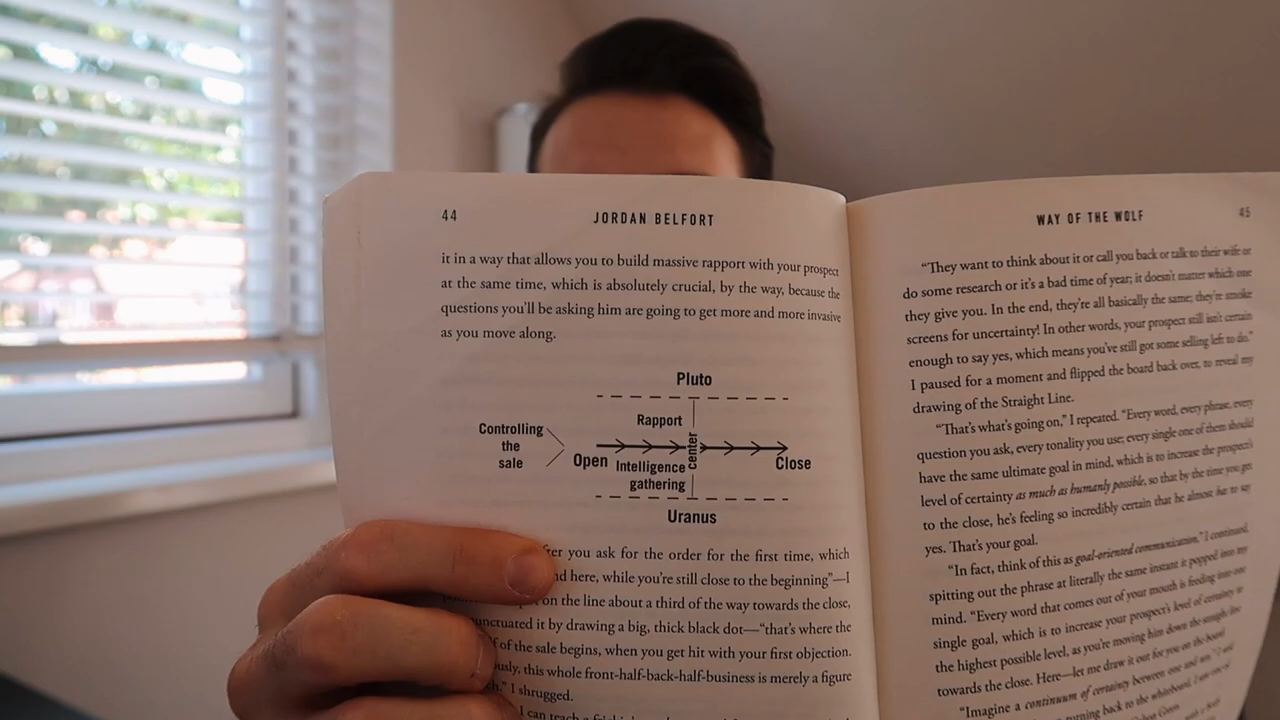 44
JORDAN BELFORT
it in a way that allows you to build massive rapport with your prospect
at the same time, which is absolutely crucial, by the way, because the
questions you'll be asking him are going to get more and more invasive
as you move along.
Pluto
Rapport
Controlling
the
sale
Open
Intelligence
gathering
center
Close
Uranus
you ask for the order for the first time, which
here, while you're still close to the beginning"—I
on the line about a third of the way towards the close,
punctuated it by drawing a big, thick black dot—"that's where the
of the sale begins, when you get hit with your first objection.
this whole front-half-back-half-business is merely a figure
I shrugged.
I can teach a
WAY OF THE WOLF
45
"They want to think about it or call you back or talk to their wife or
do some research or it's a bad time of year; it doesn't matter which one
they give you. In the end, they're all basically the same; they're smoke
screens for uncertainty! In other words, your prospect still isn't certain
enough to say yes, which means you've still got some selling left to do."
I paused for a moment and flipped the board back over, to reveal my
drawing of the Straight Line.
"That's what's going on," I repeated. "Every word, every phrase, every
question you ask, every tonality you use; every single one of them should
have the same ultimate goal in mind, which is to increase the prospect's
level of certainty as much as humanly possible, so that by the time you get
to the close, he's feeling so incredibly certain that he almost has to say
yes. That's your goal.
"In fact, think of this as goal-oriented communication," I continued,
spitting out the phrase at literally the same instant it popped into my
mind. "Every word that comes out of your mouth is feeding into one
single goal, which is to increase your prospect's level of certainty to
the highest possible level, as you're moving him down the straight line
towards the close. Here—let me draw it out for you on the board.
"Imagine a continuum of certainty between one and ten," I said
turning back to the whiteboard.